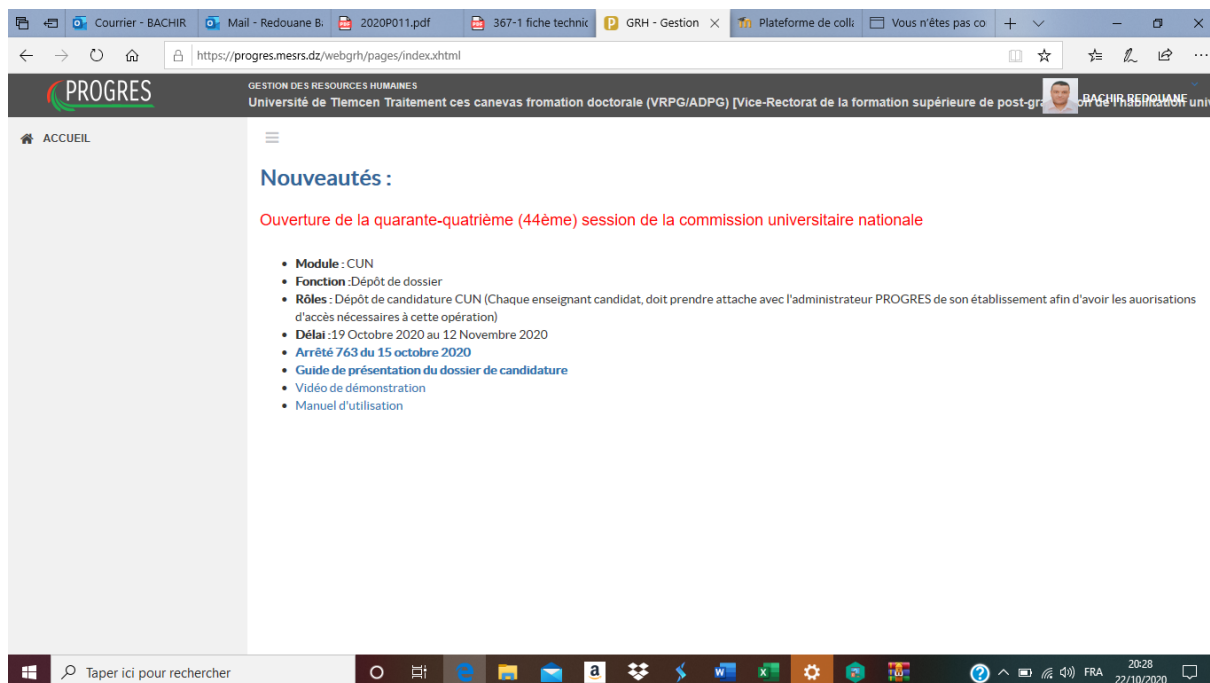 Courrier - BACHIR
Mail - Redouane B
2020P011.pdf
367-1 fiche technic
GRH - Gestion
Plateforme de colla
Vous n'êtes pas co
https://progres.mesrs.dz/webgrh/pages/index.xhtml
PROGRES
GESTION DES RESOURCES HUMAINES
Université de Tlemcen Traitement ces canevas fromation doctorale (VRPG/ADPG) [Vice-Rectorat de la formation supérieure de post-gr
BACHIR REDOUANE
ACCUEIL
Nouveautés :
Ouverture de la quarante-quatrième (44ème) session de la commission universitaire nationale
Module : CUN
Fonction :Dépôt de dossier
Rôles : Dépôt de candidature CUN (Chaque enseignant candidat, doit prendre attache avec l'administrateur PROGRES de son établissement afin d'avoir les auorisations
d'accès nécessaires à cette opération)
Délai :19 Octobre 2020 au 12 Novembre 2020
Arrêté 763 du 15 octobre 2020
Guide de présentation du dossier de candidature
Vidéo de démonstration
Manuel d'utilisation
Taper ici pour rechercher
FRA
20:28
22/10/2020